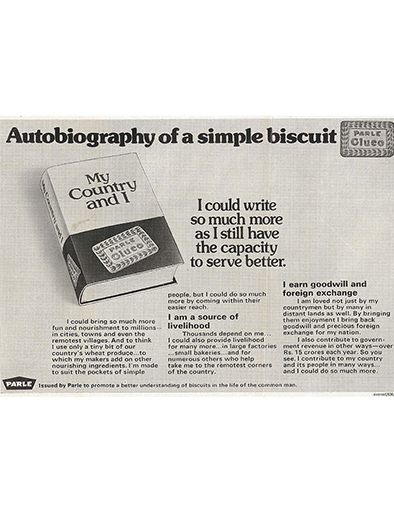 Autobiography of a simple biscuit
PARLE
Gluco
My
Country
and I
PARLE
Gluco
I could write
so much more
as I still have
the capacity
to serve better.
I could bring so much more
fun and nourishment to millions—
in cities, towns and even the
remotest villages. And to think
I use only a tiny bit of our
country's wheat produce...to
which my makers add on other
nourishing ingredients. I'm made
to suit the pockets of simple
people, but I could do so much
more by coming within their
easier reach.
I am a source of
livelihood
Thousands depend on me...
I could also provide livelihood
for many more...in large factories
...small bakeries...and for
numerous others who help
take me to the remotest corners
of the country.
I earn goodwill and
foreign exchange
I am loved not just by my
countrymen but by many in
distant lands as well. By bringing
them enjoyment I bring back
goodwill and precious foreign
exchange for my nation.
I also contribute to govern-
ment revenue in other ways—over
Rs. 15 crores each year. So you
see, I contribute to my country
and its people in many ways...
and I could do so much more.
PARLE
Issued by Parle to promote a better understanding of biscuits in the life of the common man.